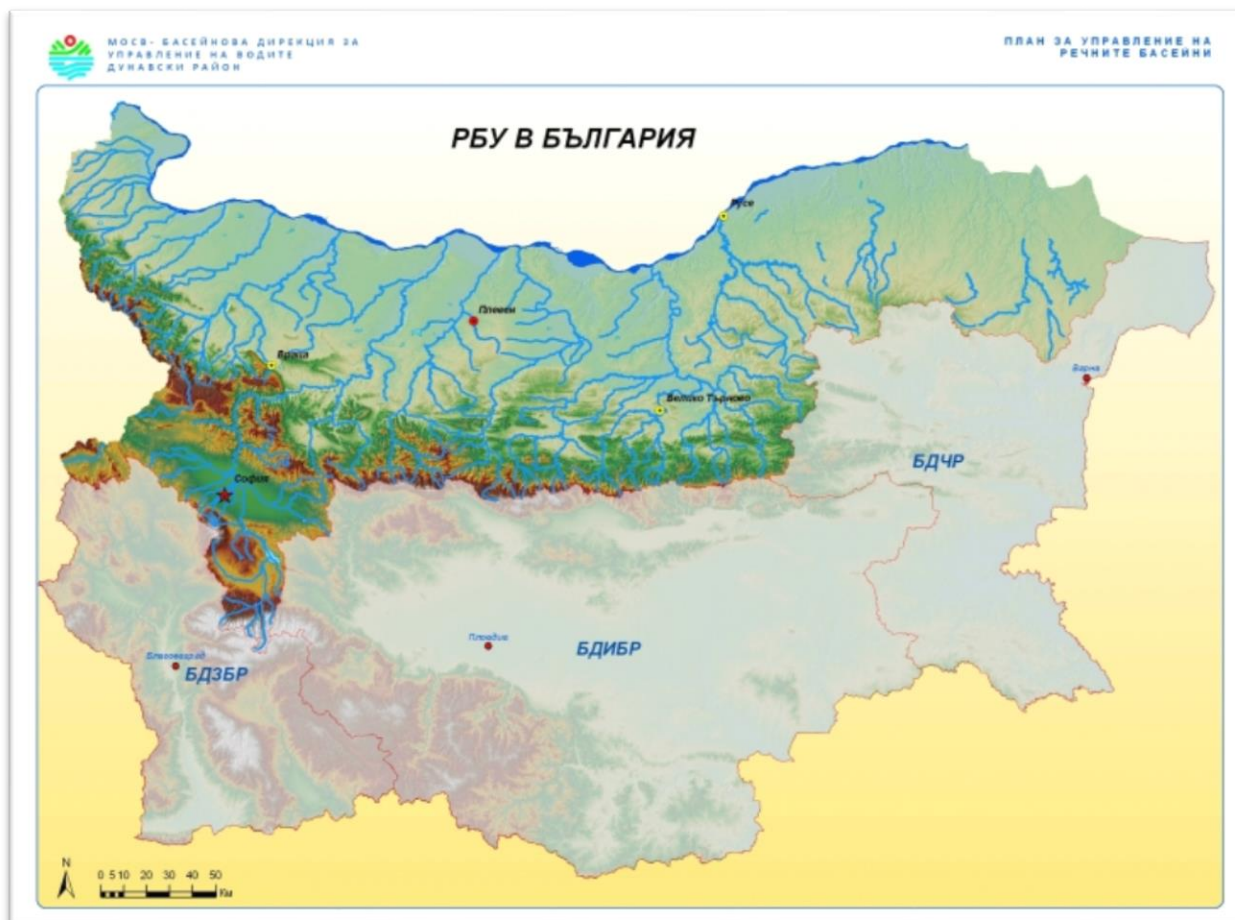 МОСВ- БАСЕЙНОВА ДИРЕКЦИЯ ЗА
УПРАВЛЕНИЕ НА ВОДИТЕ
ДУНАВСКИ РАЙОН
ПЛАН ЗА УПРАВЛЕНИЕ НА
РЕЧНИТЕ БАСЕЙНИ
РБУ В БЪЛГАРИЯ
Русе
Плевен
Враца
Варна
Велико Търново
БДЧР
София
Пловдив
БДИБР
Благоевград
БДЗБР
N
0 5 10 20 30 40 50
Км